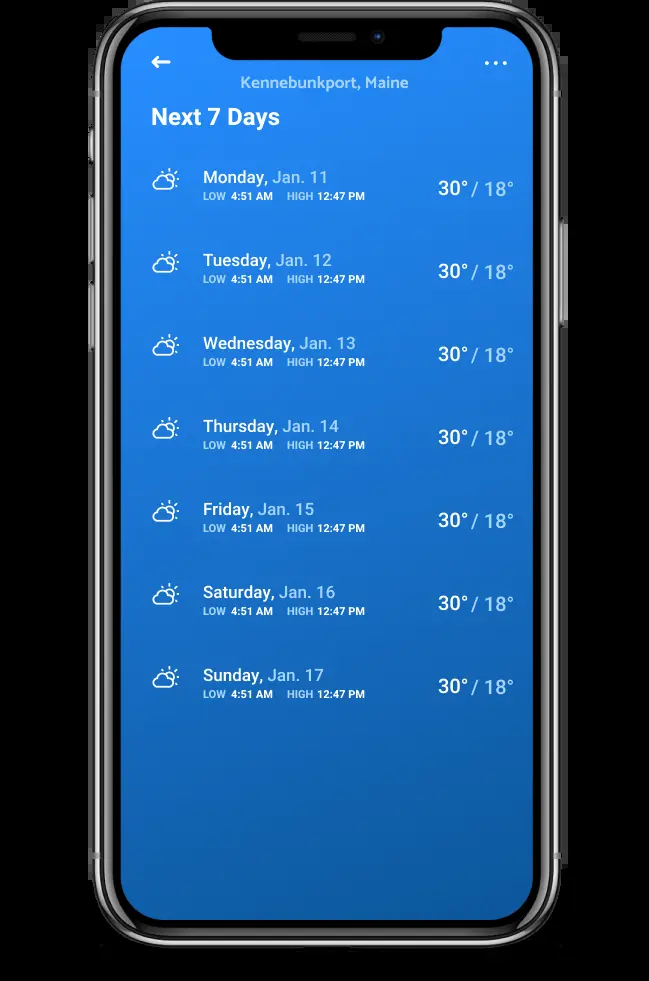 Kennebunkport, Maine
Next 7 Days
Monday, Jan. 11
LOW 4:51 AM HIGH 12:47 PM
30° / 18°
Tuesday, Jan. 12
LOW 4:51 AM HIGH 12:47 PM
30° / 18°
Wednesday, Jan. 13
LOW 4:51 AM HIGH 12:47 PM
30° / 18°
Thursday, Jan. 14
LOW 4:51 AM HIGH 12:47 PM
30° / 18°
Friday, Jan. 15
LOW 4:51 AM HIGH 12:47 PM
30° / 18°
Saturday, Jan. 16
LOW 4:51 AM HIGH 12:47 PM
30° / 18°
Sunday, Jan. 17
LOW 4:51 AM HIGH 12:47 PM
30° / 18°